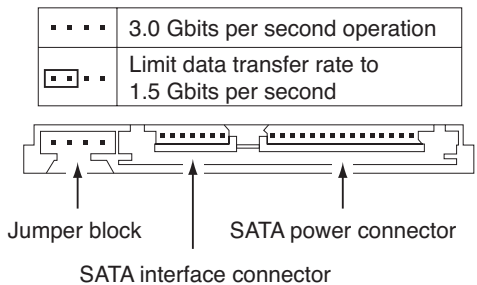 3.0 Gbits per second operation
Limit data transfer rate to
1.5 Gbits per second
Jumper block
SATA power connector
SATA interface connector